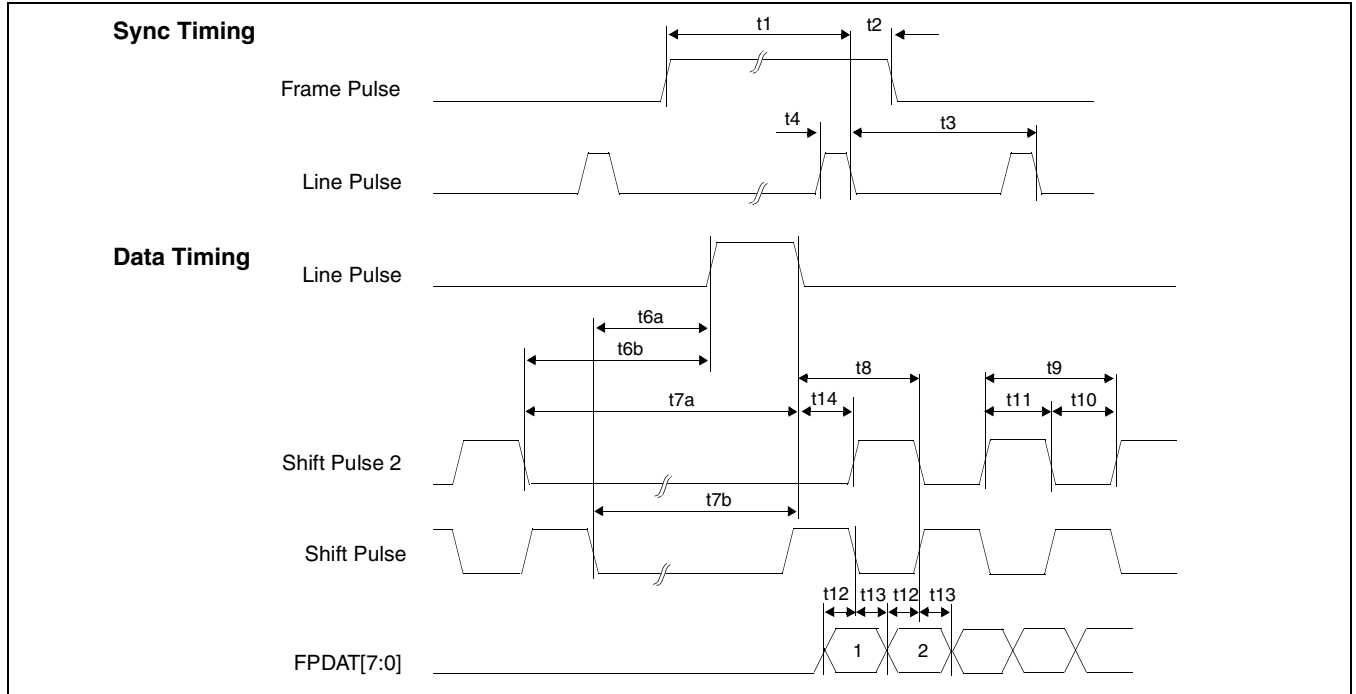 Sync Timing
t1
t2
Frame Pulse
t4
t3
Line Pulse
Data Timing
Line Pulse
t6a
t6b
t8
t9
t7a
t14
t11
t10
Shift Pulse 2
t7b
Shift Pulse
t12
t13
t12
t13
FPDAT[7:0]
1
2